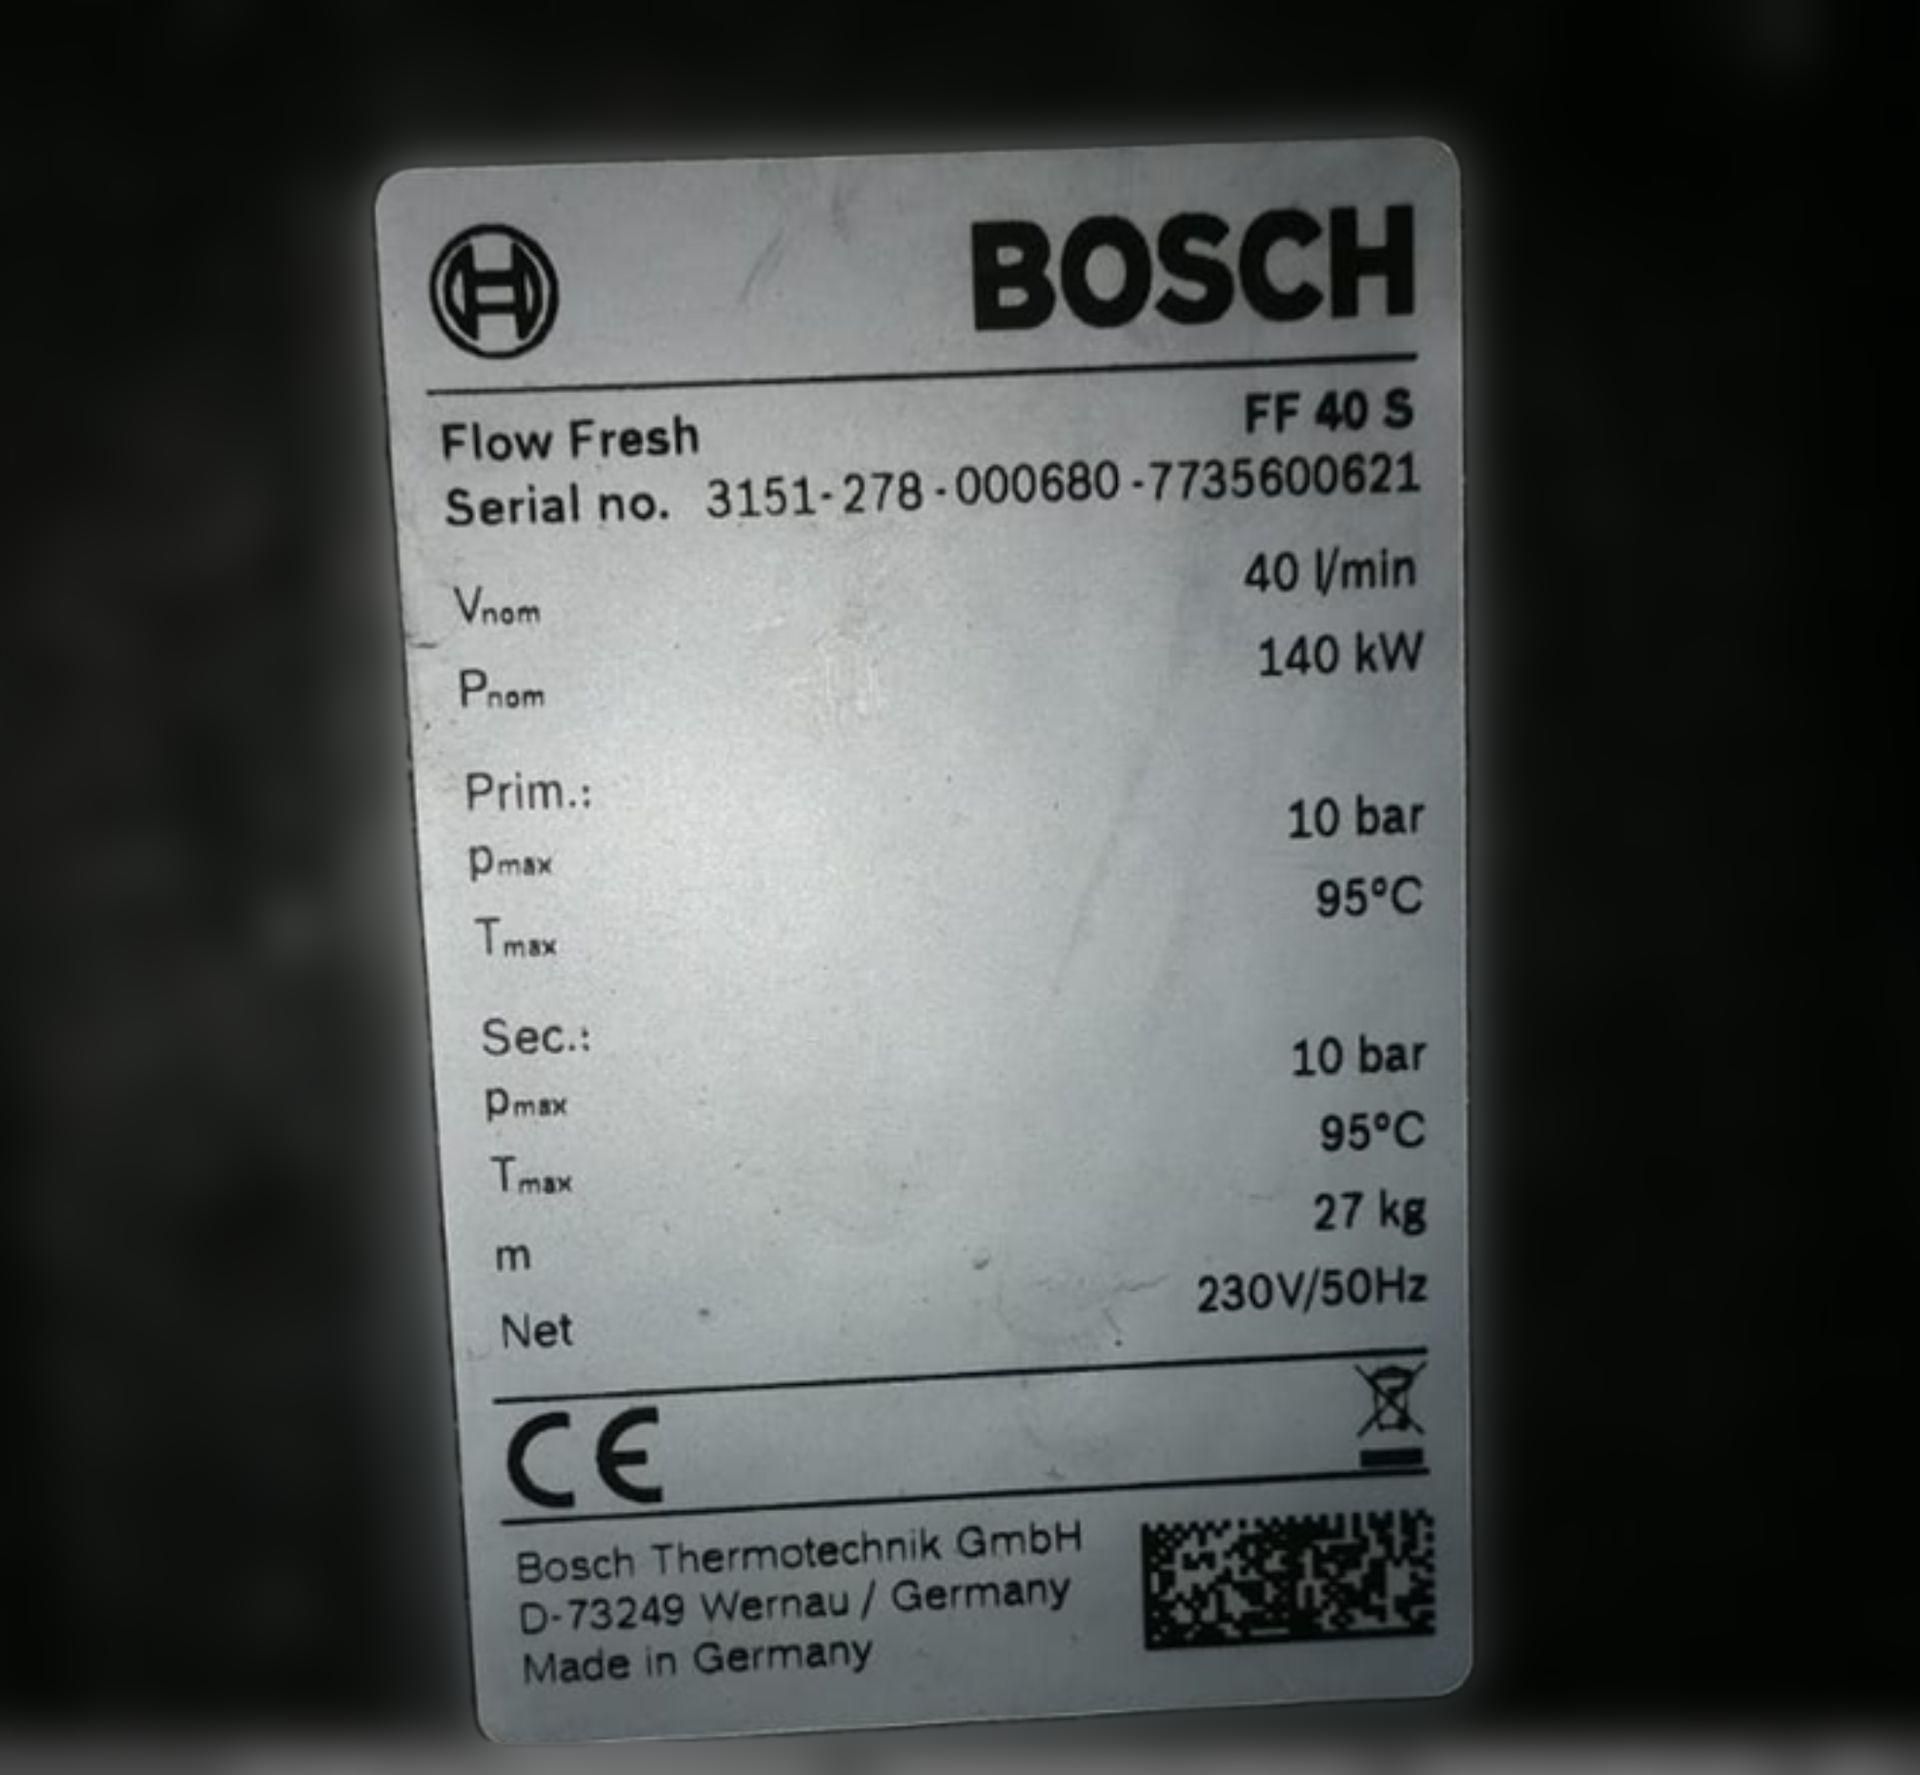 BOSCH
Flow Fresh FF 40 S
Serial no. 3151-278-000680-7735600621
Vnom 40 l/min
Pnom 140 kW
Prim.:
pmax 10 bar
Tmax 95°C
Sec.:
pmax 10 bar
Tmax 95°C
m 27 kg
Net 230V/50Hz
CE
Bosch Thermotechnik GmbH
D-73249 Wernau / Germany
Made in Germany